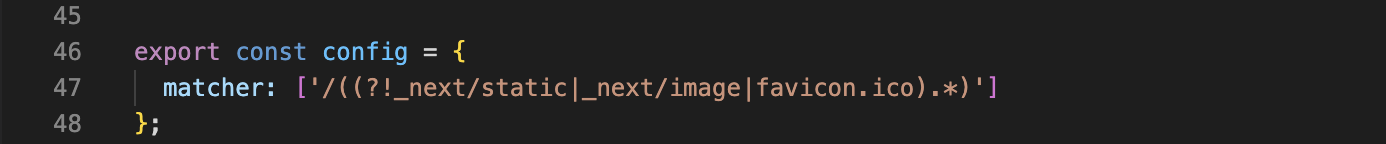 45
46 export const config = {
47 matcher: ['/((?!_next/static|_next/image|favicon.ico).*)']
48 };